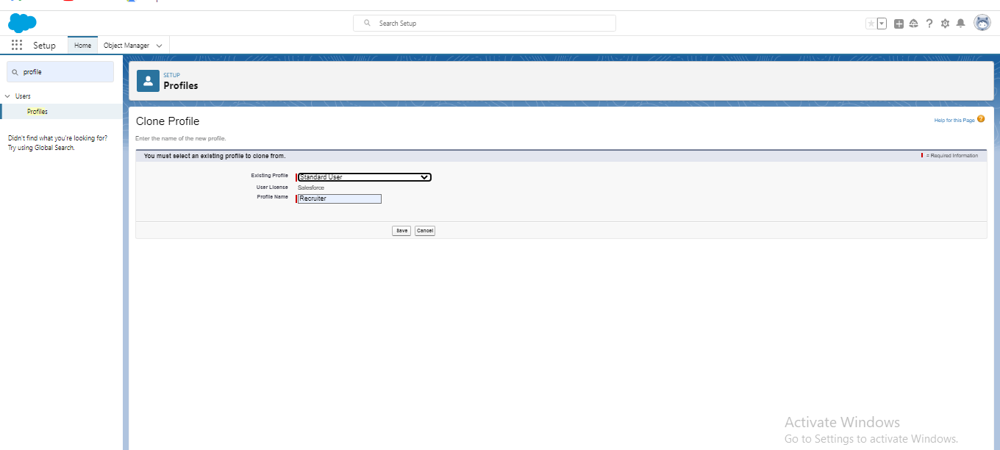 Search Setup
Setup
Home
Object Manager
profile
Users
Profiles
Didn't find what you're looking for?
Try using Global Search.
SETUP
Profiles
Clone Profile
Help for this Page
Enter the name of the new profile.
You must select an existing profile to clone from.
= Required Information
Existing Profile
Standard User
User License
Salesforce
Profile Name
Recruiter
Save
Cancel
Activate Windows
Go to Settings to activate Windows.